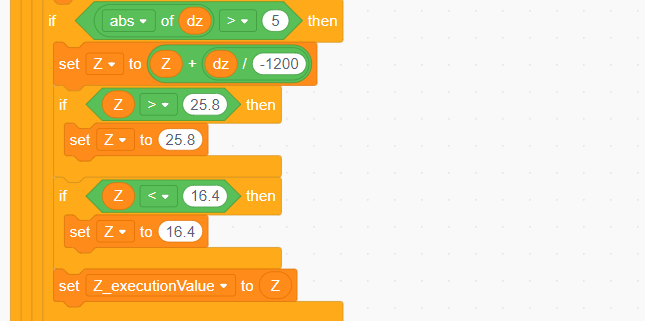 if abs of dz > 5 then
set Z to Z + dz / -1200
if Z > 25.8 then
set Z to 25.8
if Z < 16.4 then
set Z to 16.4
set Z_executionValue to Z